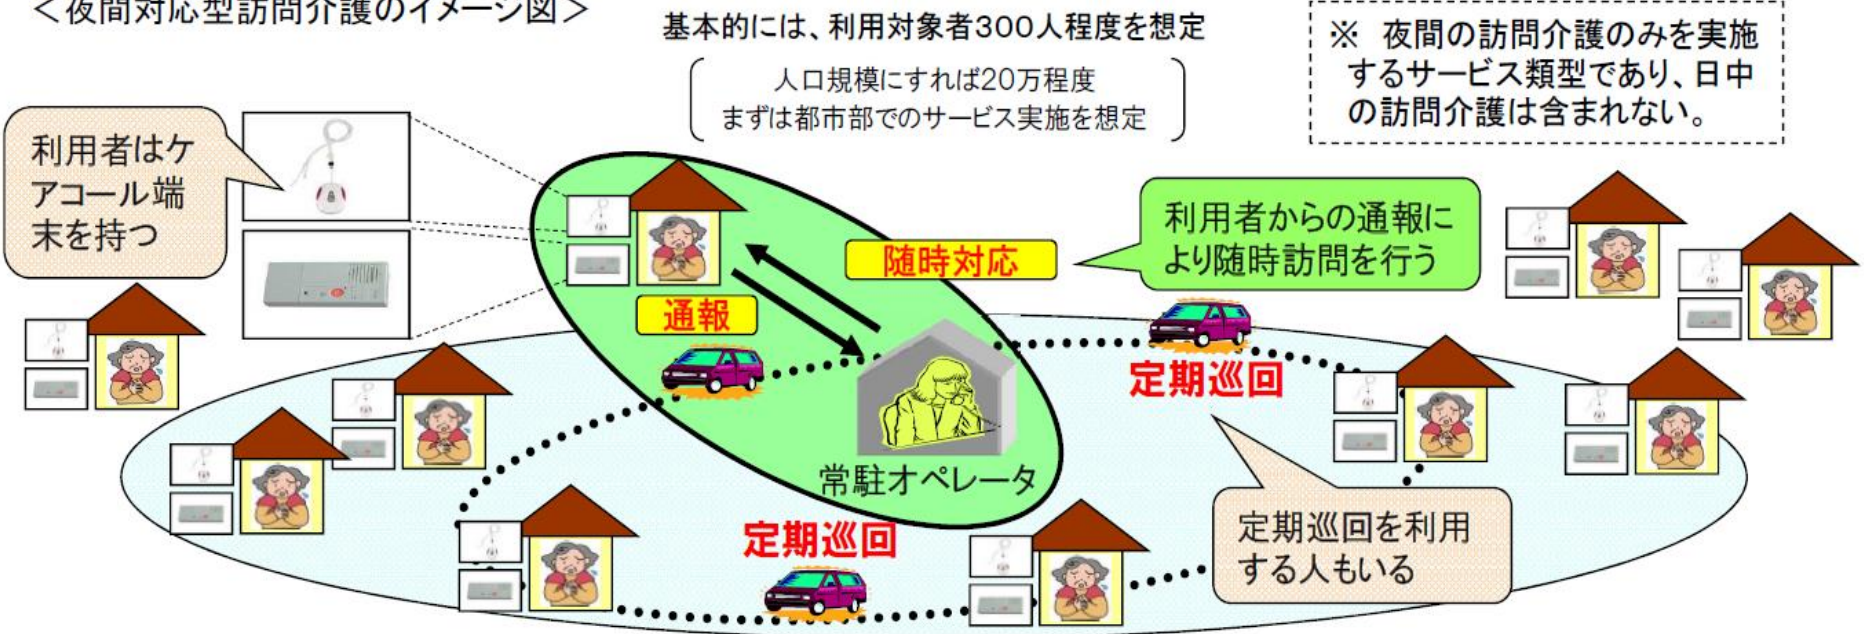 ＜夜間対応型訪問介護のイメージ図＞
基本的には、利用対象者300人程度を想定
人口規模にすれば20万程度
まずは都市部でのサービス実施を想定
※　夜間の訪問介護のみを実施
するサービス類型であり、日中
の訪問介護は含まれない。
利用者はケ
アコール端
末を持つ
利用者からの通報に
より随時訪問を行う
随時対応
通報
定期巡回
常駐オペレータ
定期巡回
定期巡回を利用
する人もいる